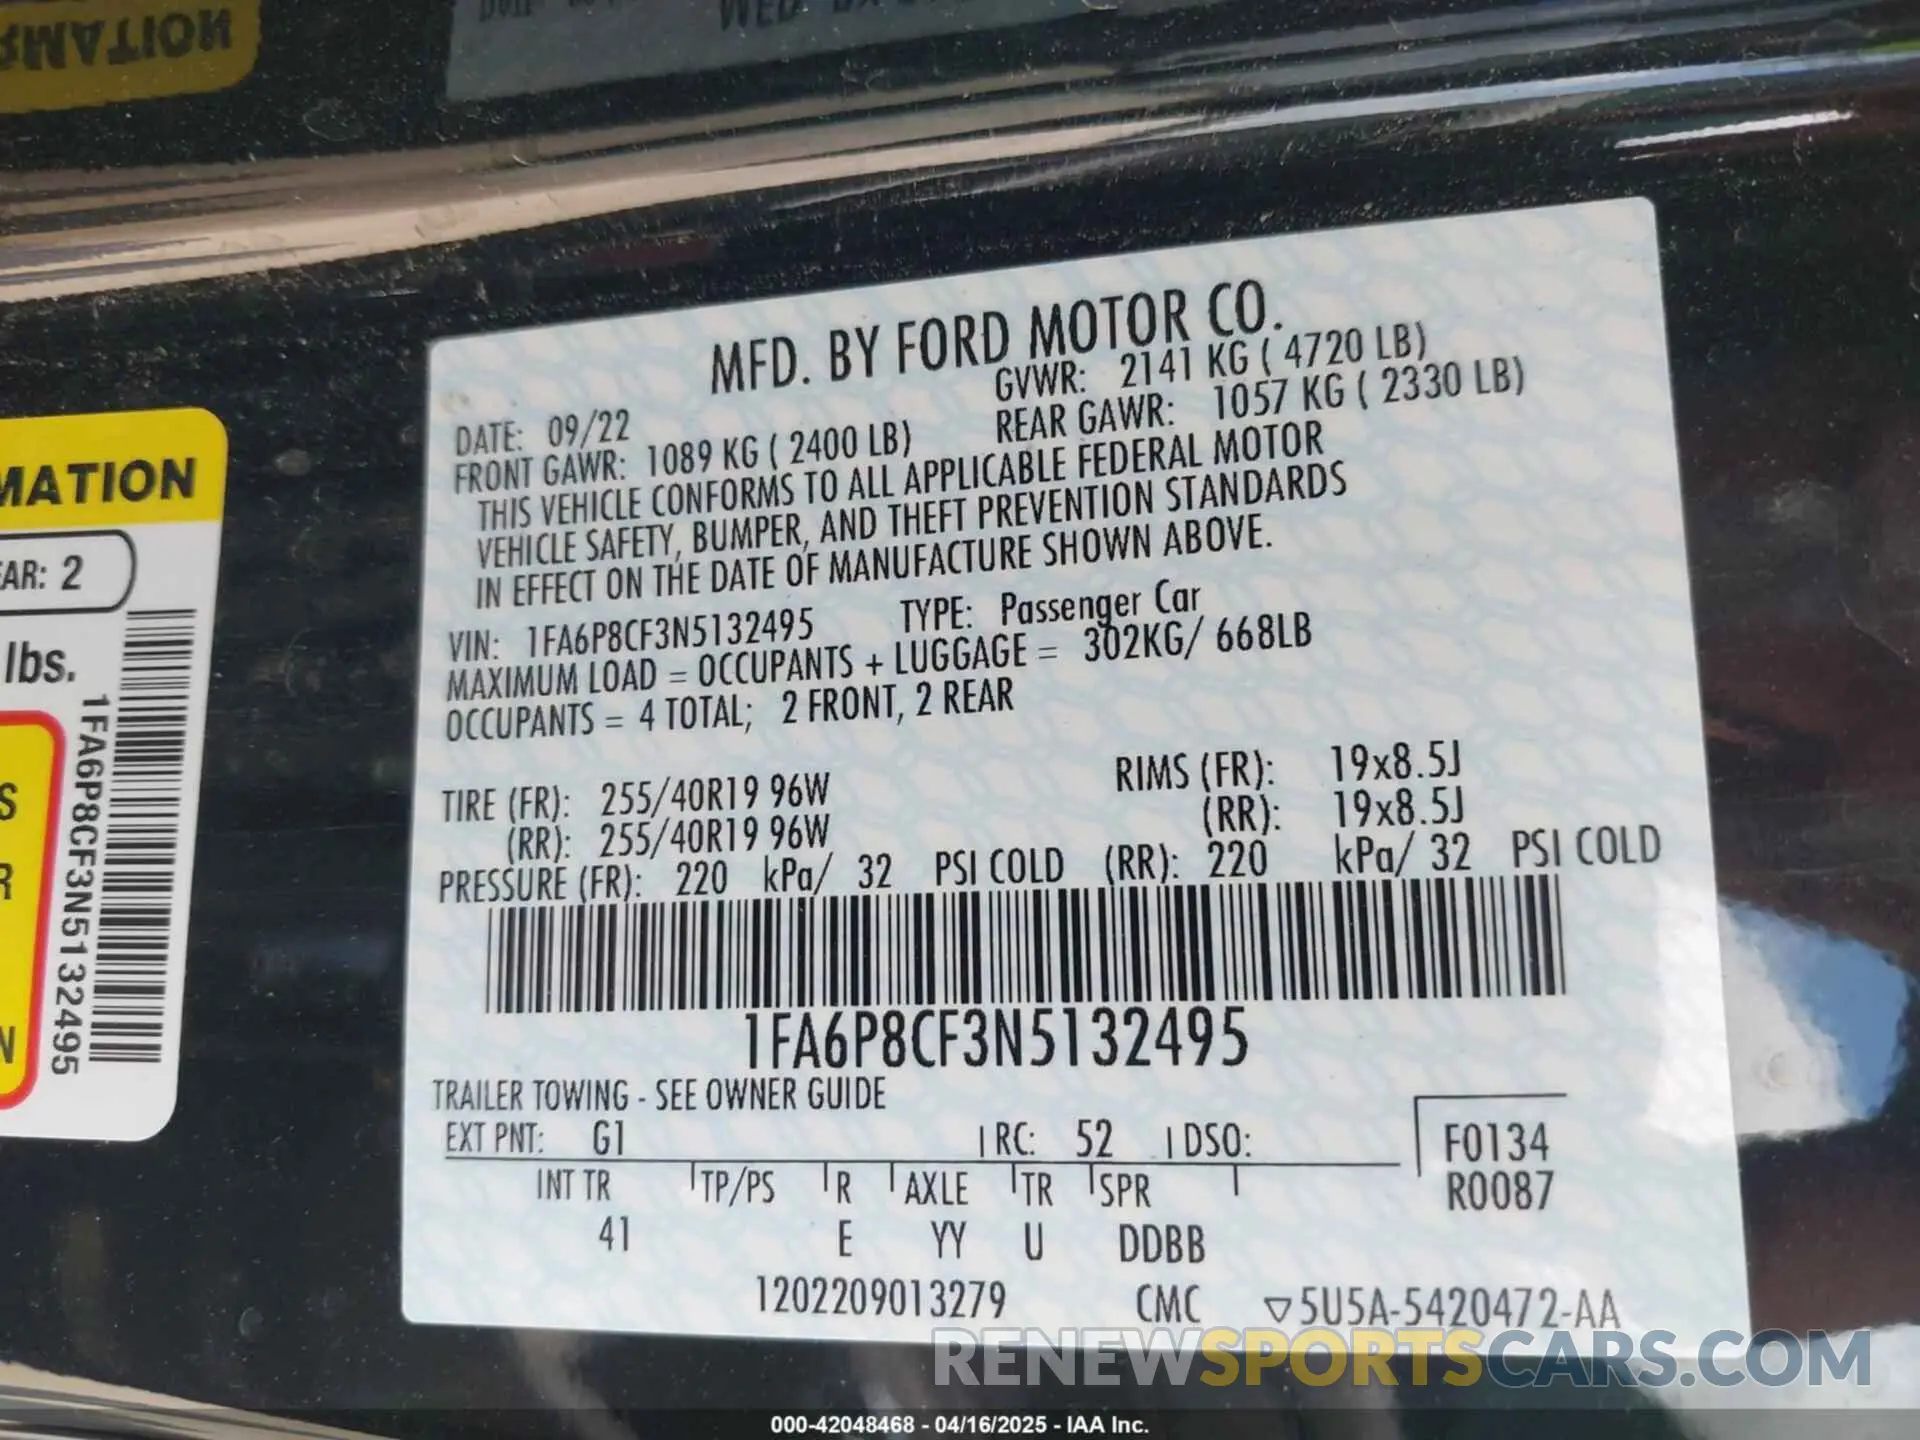 MATION
EAR: 2
lbs.
1FA6P8CF3N5132495
S
R
N
MFD. BY FORD MOTOR CO.
DATE: 09/22 GVWR: 2141 KG ( 4720 LB)
FRONT GAWR: 1089 KG ( 2400 LB) REAR GAWR: 1057 KG ( 2330 LB)
THIS VEHICLE CONFORMS TO ALL APPLICABLE FEDERAL MOTOR
VEHICLE SAFETY, BUMPER, AND THEFT PREVENTION STANDARDS
IN EFFECT ON THE DATE OF MANUFACTURE SHOWN ABOVE.
VIN: 1FA6P8CF3N5132495 TYPE: Passenger Car
MAXIMUM LOAD = OCCUPANTS + LUGGAGE = 302KG/ 668LB
OCCUPANTS = 4 TOTAL; 2 FRONT, 2 REAR
TIRE (FR): 255/40R19 96W RIMS (FR): 19x8.5J
(RR): 255/40R19 96W (RR): 19x8.5J
PRESSURE (FR): 220 kPa/ 32 PSI COLD (RR): 220 kPa/ 32 PSI COLD
1FA6P8CF3N5132495
TRAILER TOWING - SEE OWNER GUIDE
EXT PNT: G1 RC: 52 DSO: F0134
R0087
INT TR TP/PS R AXLE TR SPR
41 E YY U DDBB
1202209013279 CMC ▽5U5A-5420472-AA
RENEWSPORTSCARS.COM
000-42048468 - 04/16/2025 - IAA Inc.